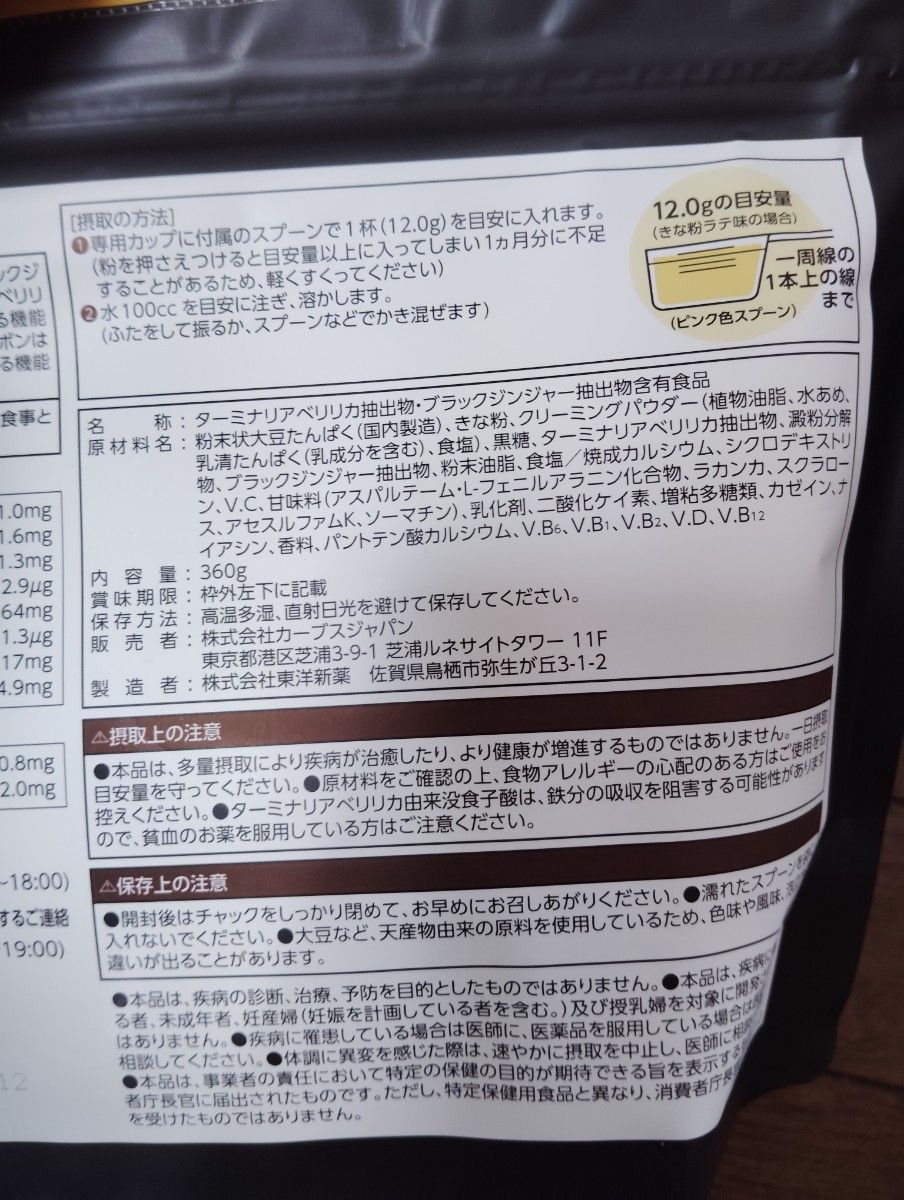 [摂取の方法]
❶専用カップに付属のスプーンで1杯(12.0g)を目安に入れます。
(粉を押さえつけると目安量以上に入ってしまい1ヵ月分に不足
することがあるため、軽くすくってください)
❷水100ccを目安に注ぎ、溶かします。
(ふたをして振るか、スプーンなどでかき混ぜます)
12.0gの目安量
(きな粉ラテ味の場合)
一周線の
1本上の線
まで
(ピンク色スプーン)
ックジ
ベリリ
る機能
ボンは
る機能
食事と
1.0mg
1.6mg
1.3mg
2.9μg
64mg
1.3μg
17mg
4.9mg
0.8mg
2.0mg
~18:00)
するご連絡
19:00)
12
名称:ターミナリアベリリカ抽出物・ブラックジンジャー抽出物含有食品
原材料名:粉末状大豆たんぱく(国内製造)、きな粉、クリーミングパウダー(植物油脂、水あめ、
乳清たんぱく(乳成分を含む)、食塩)、黒糖、ターミナリアベリリカ抽出物、澱粉分解
物、ブラックジンジャー抽出物、粉末油脂、食塩/焼成カルシウム、シクロデキストリ
ン、V.C、甘味料(アスパルテーム・L-フェニルアラニン化合物、ラカンカ、スクラロー
ス、アセスルファムK、ソーマチン)、乳化剤、二酸化ケイ素、増粘多糖類、カゼイン、ナ
イアシン、香料、パントテン酸カルシウム、V.B6、V.B1、V.B2、V.D、V.B12
内容量:360g
賞味期限:枠外左下に記載
保存方法:高温多湿、直射日光を避けて保存してください。
販売者:株式会社カーブスジャパン
東京都港区芝浦3-9-1 芝浦ルネサイトタワー 11F
製造者:株式会社東洋新薬 佐賀県鳥栖市弥生が丘3-1-2
⚠摂取上の注意
●本品は、多量摂取により疾病が治癒したり、より健康が増進するものではありません。一日摂取
目安量を守ってください。●原材料をご確認の上、食物アレルギーの心配のある方はご使用をお
控えください。●ターミナリアベリリカ由来没食子酸は、鉄分の吸収を阻害する可能性があります
ので、貧血のお薬を服用している方はご注意ください。
⚠保存上の注意
●開封後はチャックをしっかり閉めて、お早めにお召しあがりください。●濡れたスプーンを
入れないでください。●大豆など、天産物由来の原料を使用しているため、色味や風味、
違いが出ることがあります。
●本品は、疾病の診断、治療、予防を目的としたものではありません。●本品は、疾病に
る者、未成年者、妊産婦(妊娠を計画している者を含む。)及び授乳婦を対象に開発
はありません。●疾病に罹患している場合は医師に、医薬品を服用している場合は
相談してください。●体調に異変を感じた際は、速やかに摂取を中止し、医師に相談
●本品は、事業者の責任において特定の保健の目的が期待できる旨を表示する
者庁長官に届出されたものです。ただし、特定保健用食品と異なり、消費者庁長
を受けたものではありません。